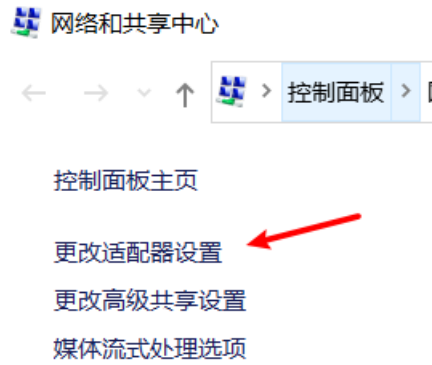 网络和共享中心
控制面板
控制面板主页
更改适配器设置
更改高级共享设置
媒体流式处理选项